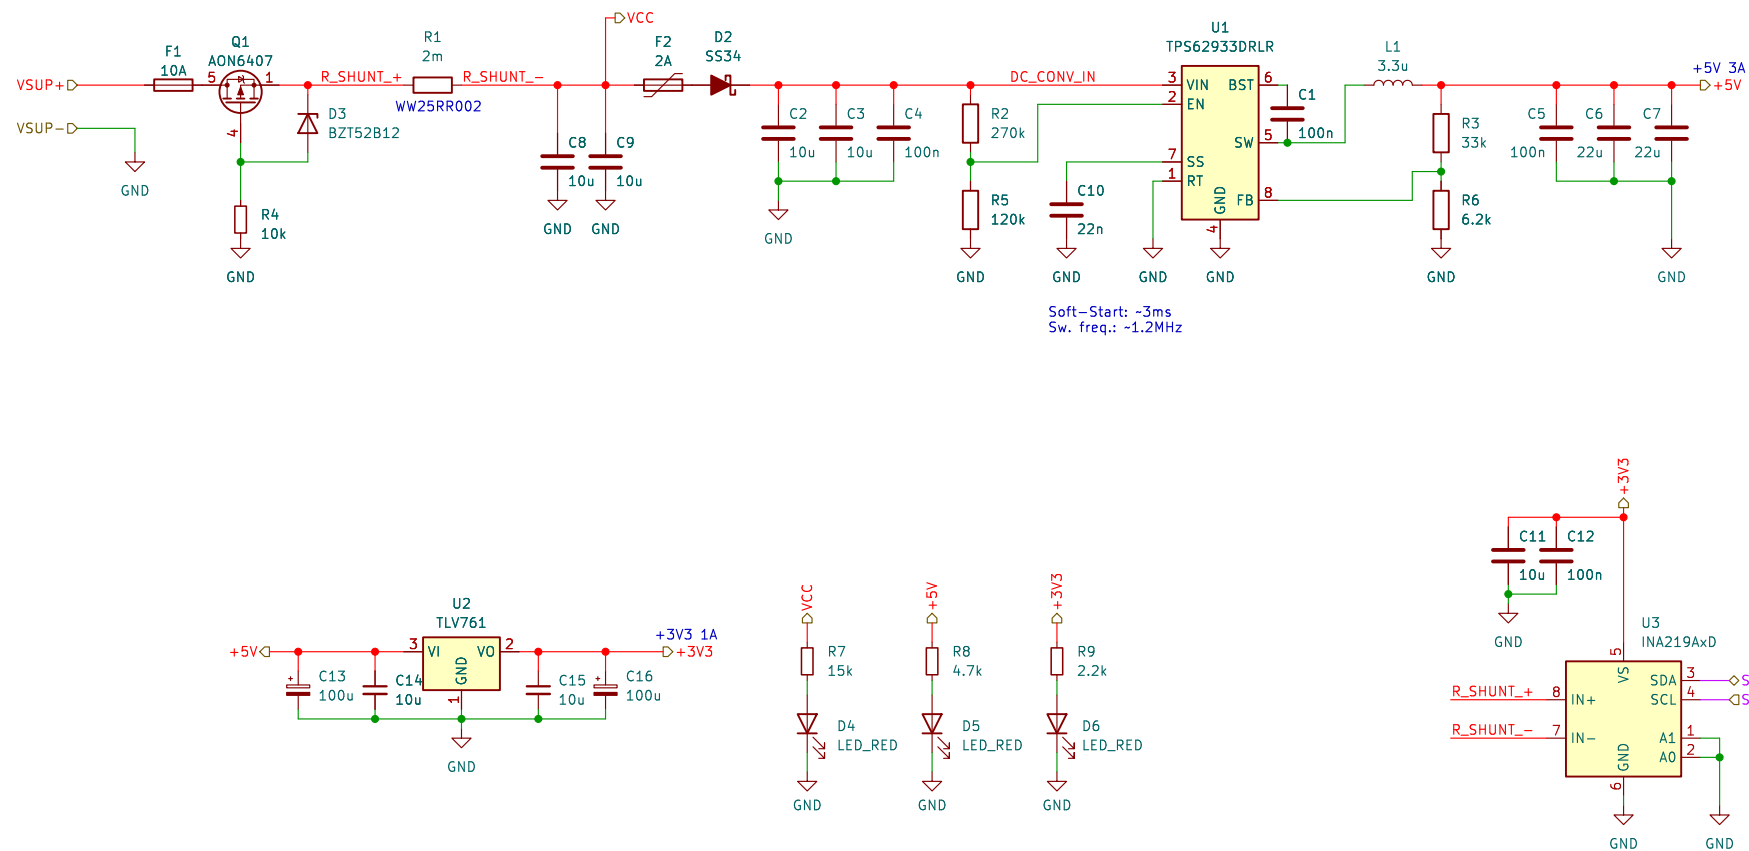 VCC
F1
10A
Q1
AON6407
R1
2m
F2
2A
D2
SS34
U1
TPS62933DRLR
L1
3.3u
+5V 3A
VSUP+
5
1
R_SHUNT_+
R_SHUNT_-
WW25RR002
DC_CONV_IN
3
VIN
BST
6
2
EN
C1
100n
+5V
VSUP-
4
D3
BZT52B12
C8
10u
C9
10u
C2
10u
C3
10u
C4
100n
R2
270k
SW
5
R3
33k
C5
100n
C6
22u
C7
22u
7
SS
1
RT
GND
4
FB
8
GND
R4
10k
GND
GND
GND
GND
R5
120k
GND
C10
22n
GND
GND
GND
R6
6.2k
GND
GND
Soft-Start: ~3ms
Sw. freq.: ~1.2MHz
U2
TLV761
+5V
3
VI
VO
2
GND
1
+3V3 1A
+3V3
C13
100u
C14
10u
C15
10u
C16
100u
GND
VCC
R7
15k
D4
LED_RED
GND
+5V
R8
4.7k
D5
LED_RED
GND
+3V3
R9
2.2k
D6
LED_RED
GND
+3V3
C11
10u
C12
100n
GND
U3
INA219AxD
5
VS
R_SHUNT_+
8
IN+
R_SHUNT_-
7
IN-
SDA
3
S
SCL
4
S
A1
1
A0
2
GND
6
GND
GND